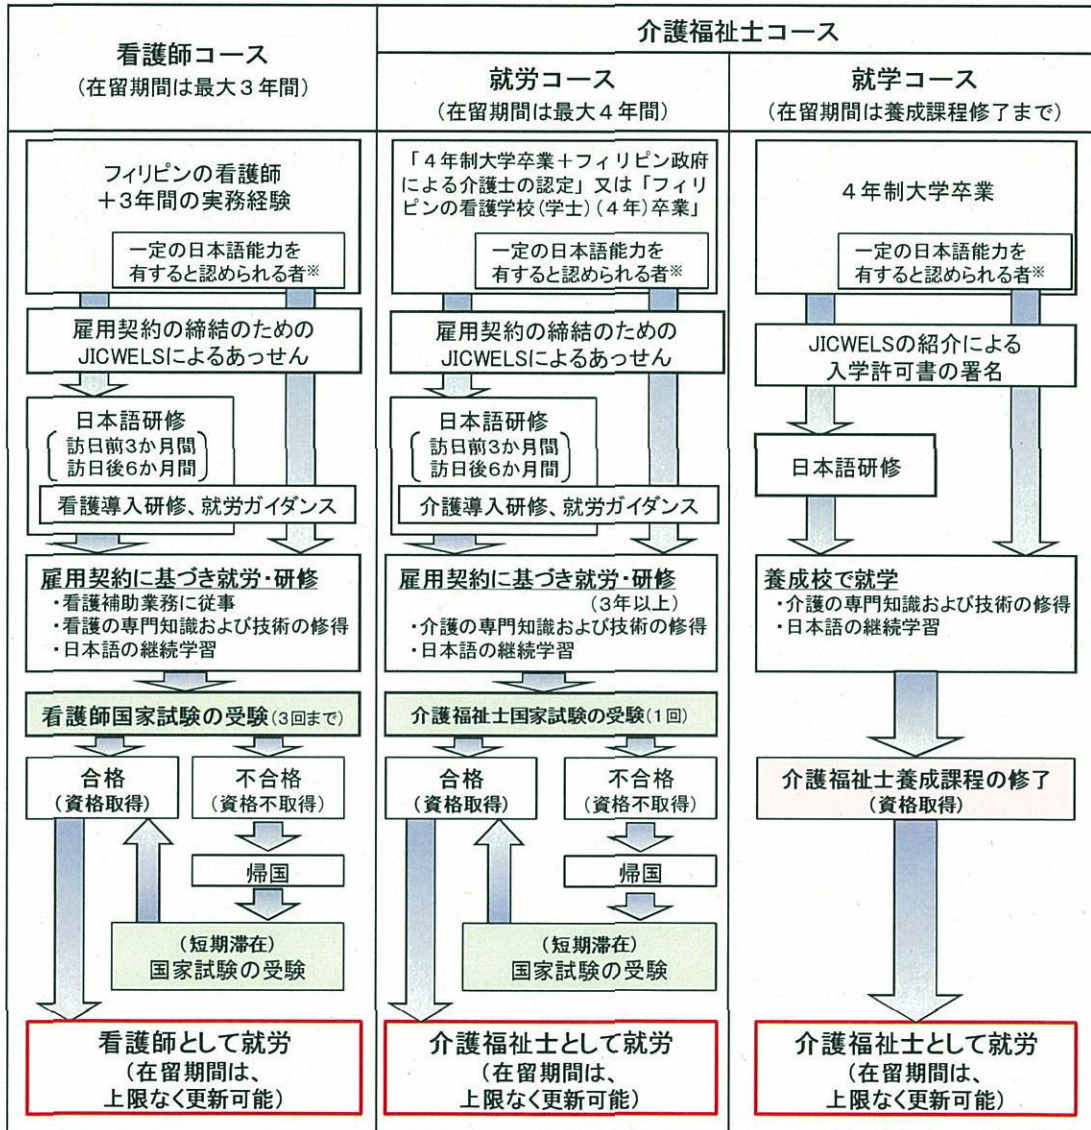 看護師コース
(在留期間は最大3年間)
介護福祉士コース
就労コース
(在留期間は最大4年間)
就学コース
(在留期間は養成課程修了まで)
フィリピンの看護師
＋3年間の実務経験
一定の日本語能力を
有すると認められる者※
雇用契約の締結のための
JICWELSによるあっせん
日本語研修
訪日前3か月間
訪日後6か月間
看護導入研修、就労ガイダンス
雇用契約に基づき就労・研修
・看護補助業務に従事
・看護の専門知識および技術の修得
・日本語の継続学習
看護師国家試験の受験(3回まで)
合格
(資格取得)
不合格
(資格不取得)
帰国
(短期滞在)
国家試験の受験
看護師として就労
(在留期間は、
上限なく更新可能)
「4年制大学卒業＋フィリピン政府
による介護士の認定」又は「フィリ
ピンの看護学校(学士)(4年)卒業」
一定の日本語能力を
有すると認められる者※
雇用契約の締結のための
JICWELSによるあっせん
日本語研修
訪日前3か月間
訪日後6か月間
介護導入研修、就労ガイダンス
雇用契約に基づき就労・研修
(3年以上)
・介護の専門知識および技術の修得
・日本語の継続学習
介護福祉士国家試験の受験(1回)
合格
(資格取得)
不合格
(資格不取得)
帰国
(短期滞在)
国家試験の受験
介護福祉士として就労
(在留期間は、
上限なく更新可能)
4年制大学卒業
一定の日本語能力を
有すると認められる者※
JICWELSの紹介による
入学許可書の署名
日本語研修
養成校で就学
・介護の専門知識および技術の修得
・日本語の継続学習
介護福祉士養成課程の修了
(資格取得)
介護福祉士として就労
(在留期間は、
上限なく更新可能)